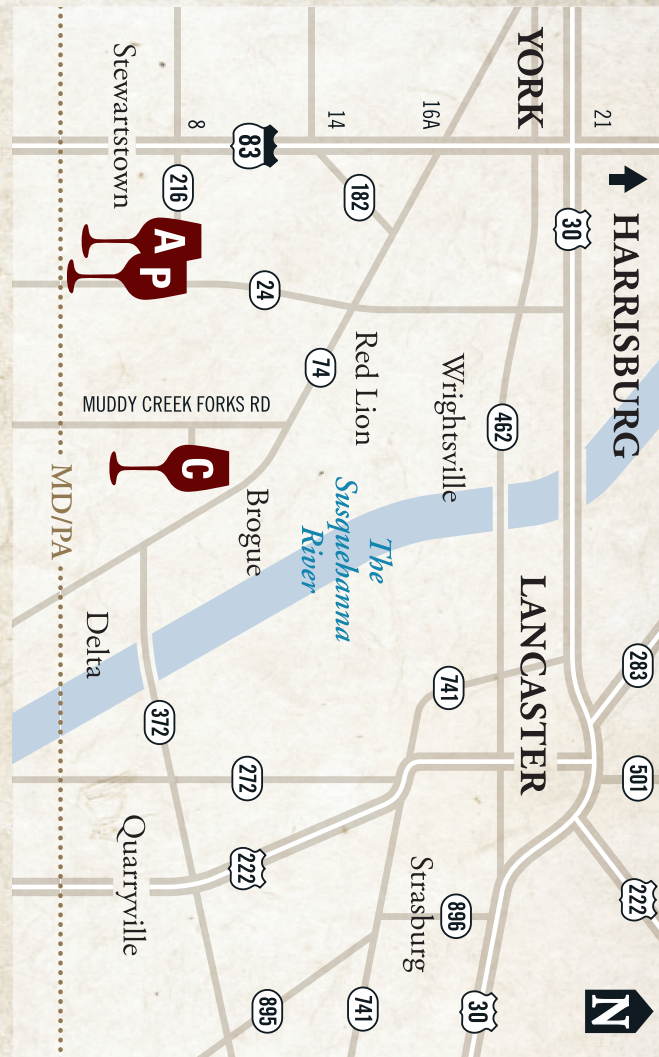 283
501
222
N
HARRISBURG
21
30
YORK
LANCASTER
462
30
Wrightsville
896
741
16A
Strasburg
Red Lion
The
Susquehanna
River
741
182
14
74
895
24
Brogue
83
272
222
8
C
216
MUDDY CREEK FORKS RD
A
P
372
Quarryville
Stewartstown
Delta
MD/PA